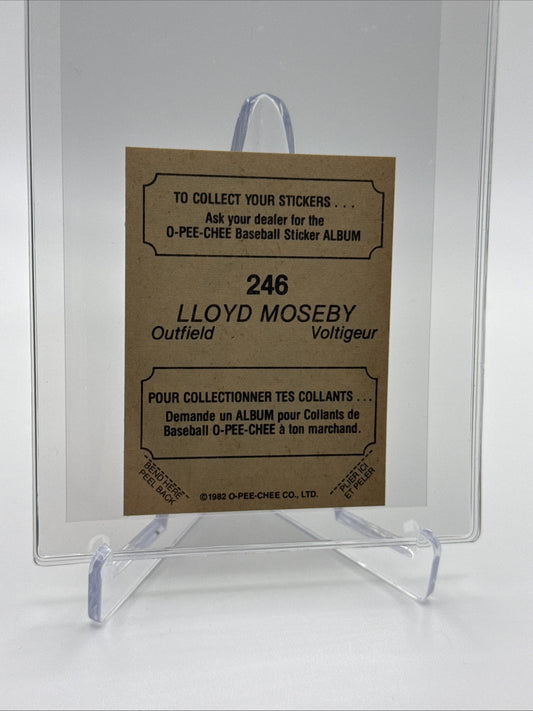 TO COLLECT YOUR STICKERS . . .
Ask your dealer for the
O-PEE-CHEE Baseball Sticker ALBUM
246
LLOYD MOSEBY
Outfield Voltigeur
POUR COLLECTIONNER TES COLLANTS . . .
Demande un ALBUM pour Collants de
Baseball O-PEE-CHEE à ton marchand.
BEND HERE
PEEL BACK
PLIER ICI
ET PELER
©1982 O-PEE-CHEE CO., LTD.